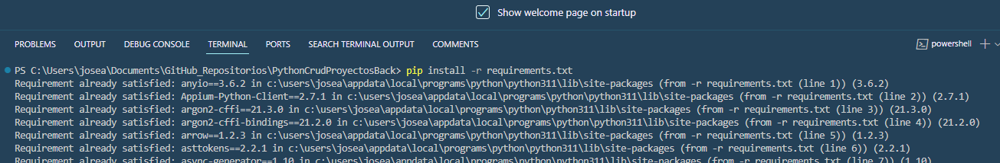 Show welcome page on startup
PROBLEMS OUTPUT DEBUG CONSOLE TERMINAL PORTS SEARCH TERMINAL OUTPUT COMMENTS powershell
PS C:\Users\josea\Documents\GitHub_Repositorios\PythonCrudProyectosBack> pip install -r requirements.txt
Requirement already satisfied: anyio==3.6.2 in c:\users\josea\appdata\local\programs\python\python311\lib\site-packages (from -r requirements.txt (line 1)) (3.6.2)
Requirement already satisfied: Appium-Python-Client==2.7.1 in c:\users\josea\appdata\local\programs\python\python311\lib\site-packages (from -r requirements.txt (line 2)) (2.7.1)
Requirement already satisfied: argon2-cffi==21.3.0 in c:\users\josea\appdata\local\programs\python\python311\lib\site-packages (from -r requirements.txt (line 3)) (21.3.0)
Requirement already satisfied: argon2-cffi-bindings==21.2.0 in c:\users\josea\appdata\local\programs\python\python311\lib\site-packages (from -r requirements.txt (line 4)) (21.2.0)
Requirement already satisfied: arrow==1.2.3 in c:\users\josea\appdata\local\programs\python\python311\lib\site-packages (from -r requirements.txt (line 5)) (1.2.3)
Requirement already satisfied: asttokens==2.2.1 in c:\users\josea\appdata\local\programs\python\python311\lib\site-packages (from -r requirements.txt (line 6)) (2.2.1)
Requirement already satisfied: async-generator==1.10 in c:\users\josea\appdata\local\programs\python\python311\lib\site-packages (from -r requirements.txt (line 7)) (1.10)